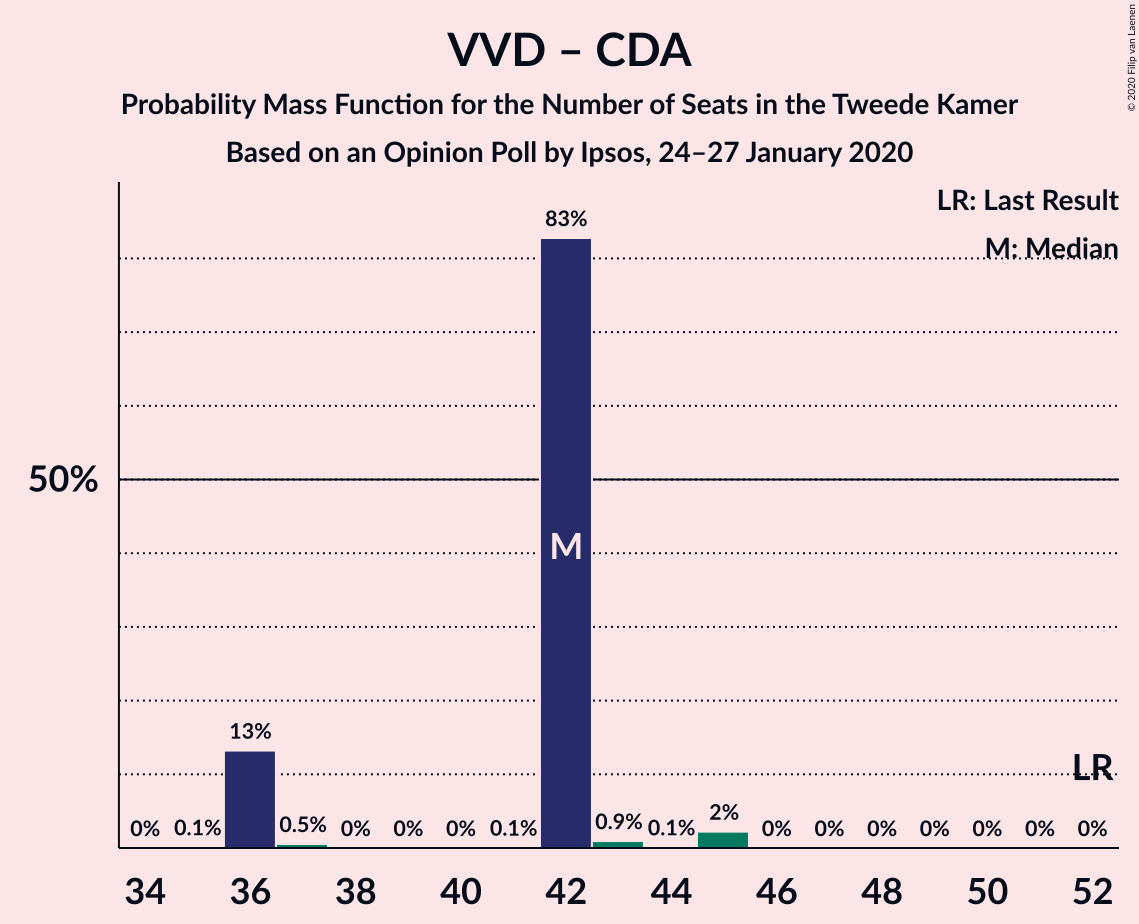 VVD – CDA
Probability Mass Function for the Number of Seats in the Tweede Kamer
Based on an Opinion Poll by Ipsos, 24–27 January 2020
© 2020 Filip van Laenen
LR: Last Result
M: Median
50%
0%
0.1%
13%
0.5%
0%
0%
0%
0.1%
83%
M
0.9%
0.1%
2%
0%
0%
0%
0%
0%
0%
0%
LR
34 36 38 40 42 44 46 48 50 52